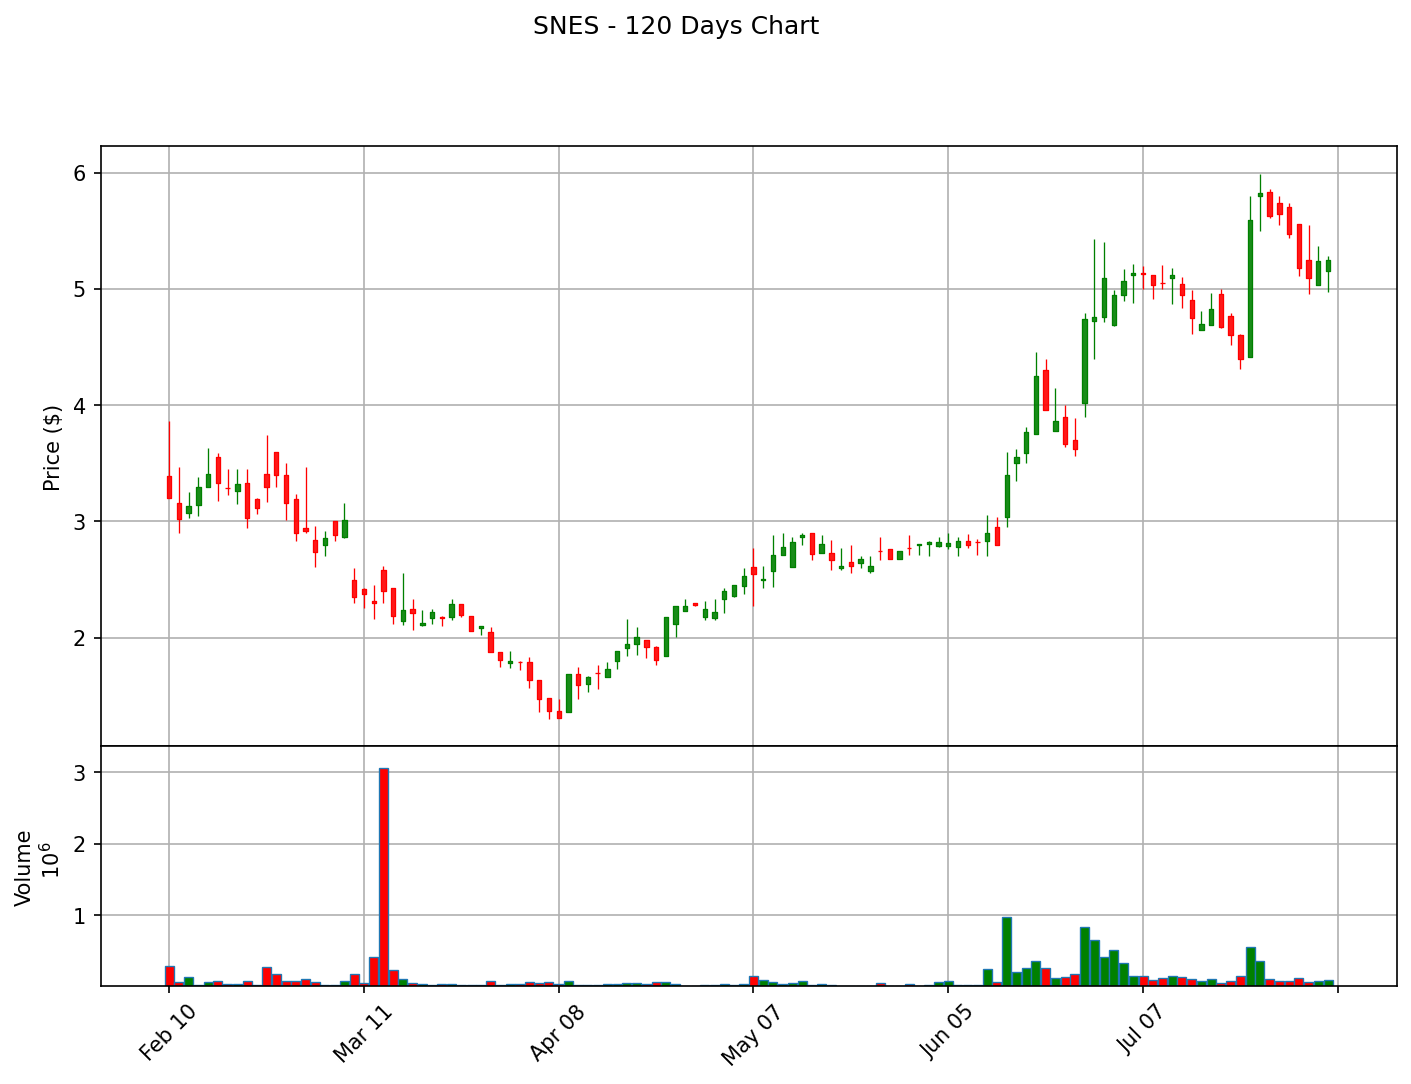 SNES - 120 Days Chart
6
5
4
3
2
Price ($)
3
2
1
Volume
10^6
Feb 10
Mar 11
Apr 08
May 07
Jun 05
Jul 07